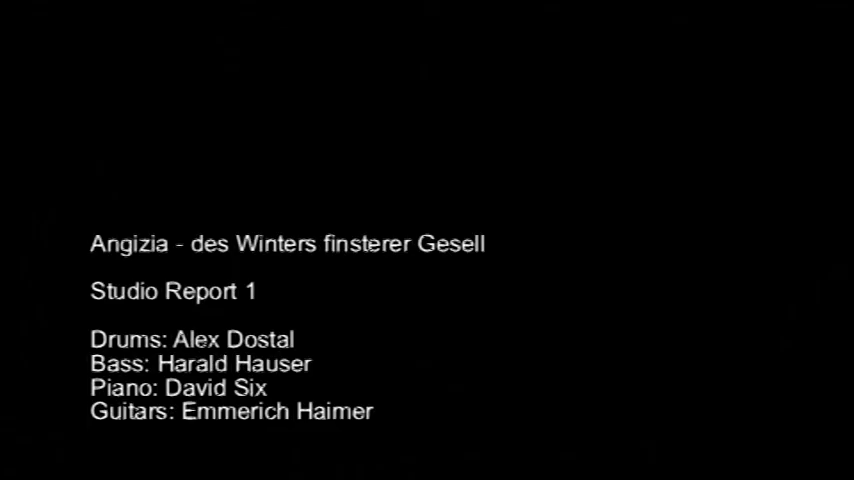 Angizia - des Winters finsterer Gesell
Studio Report 1
Drums: Alex Dostal
Bass: Harald Hauser
Piano: David Six
Guitars: Emmerich Haimer